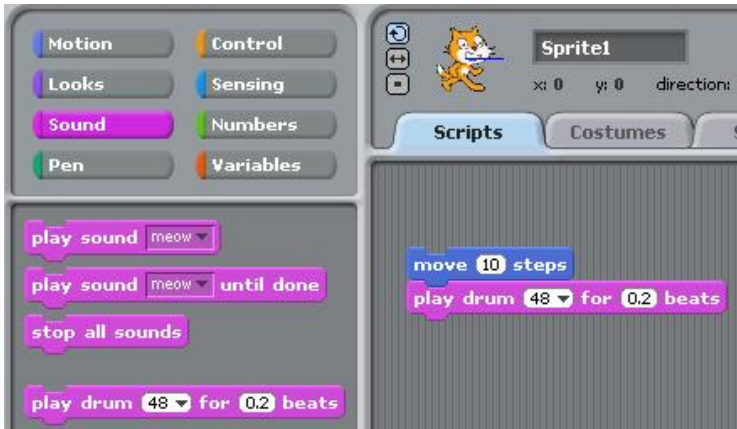 Motion
Control
Looks
Sensing
Sound
Numbers
Pen
Variables
play sound meow
play sound meow until done
stop all sounds
play drum 48 for 0.2 beats
Sprite1
x: 0 y: 0 direction:
Scripts
Costumes
S
move 10 steps
play drum 48 for 0.2 beats